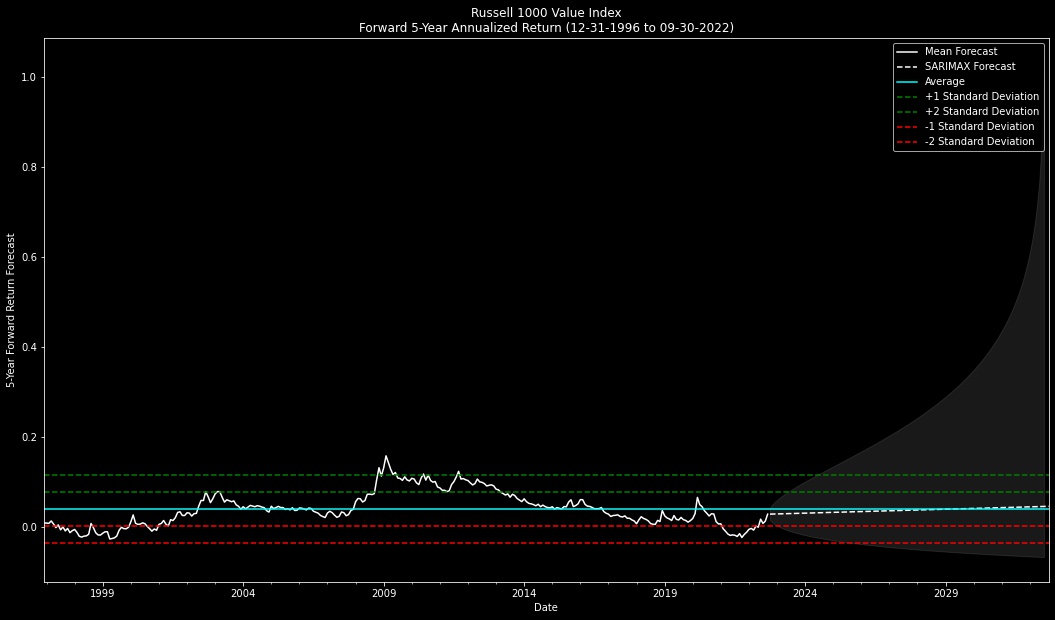 Russell 1000 Value Index
Forward 5-Year Annualized Return (12-31-1996 to 09-30-2022)
Mean Forecast
SARIMAX Forecast
Average
+1 Standard Deviation
+2 Standard Deviation
-1 Standard Deviation
-2 Standard Deviation
5-Year Forward Return Forecast
1.0
0.8
0.6
0.4
0.2
0.0
1999
2004
2009
2014
2019
2024
2029
Date